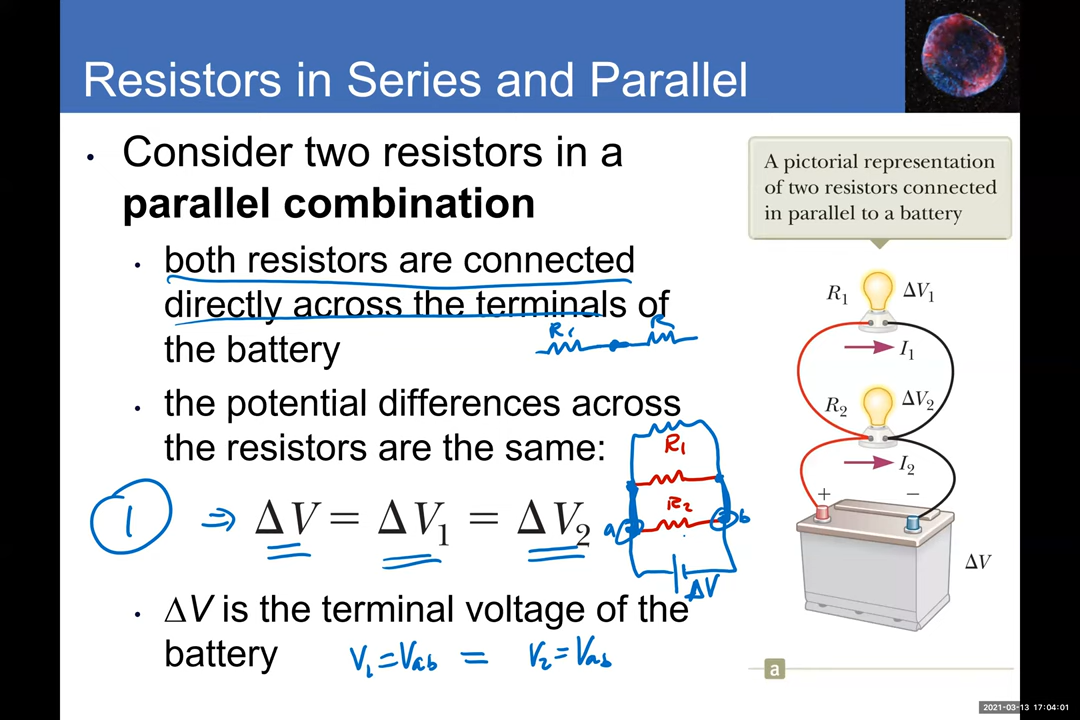 Resistors in Series and Parallel
• Consider two resistors in a
parallel combination
• both resistors are connected
directly across the terminals of
the battery
R₁ R
• the potential differences across
the resistors are the same:
R₁
R₂
a b
ΔV
① ⇒ ΔV = ΔV₁ = ΔV₂
• ΔV is the terminal voltage of the
battery
V₁ = Vab = V₂ = Vab
A pictorial representation
of two resistors connected
in parallel to a battery
R₁ ΔV₁
I₁
R₂ ΔV₂
I₂
+ −
ΔV
a
2021-03-13 17:04:01